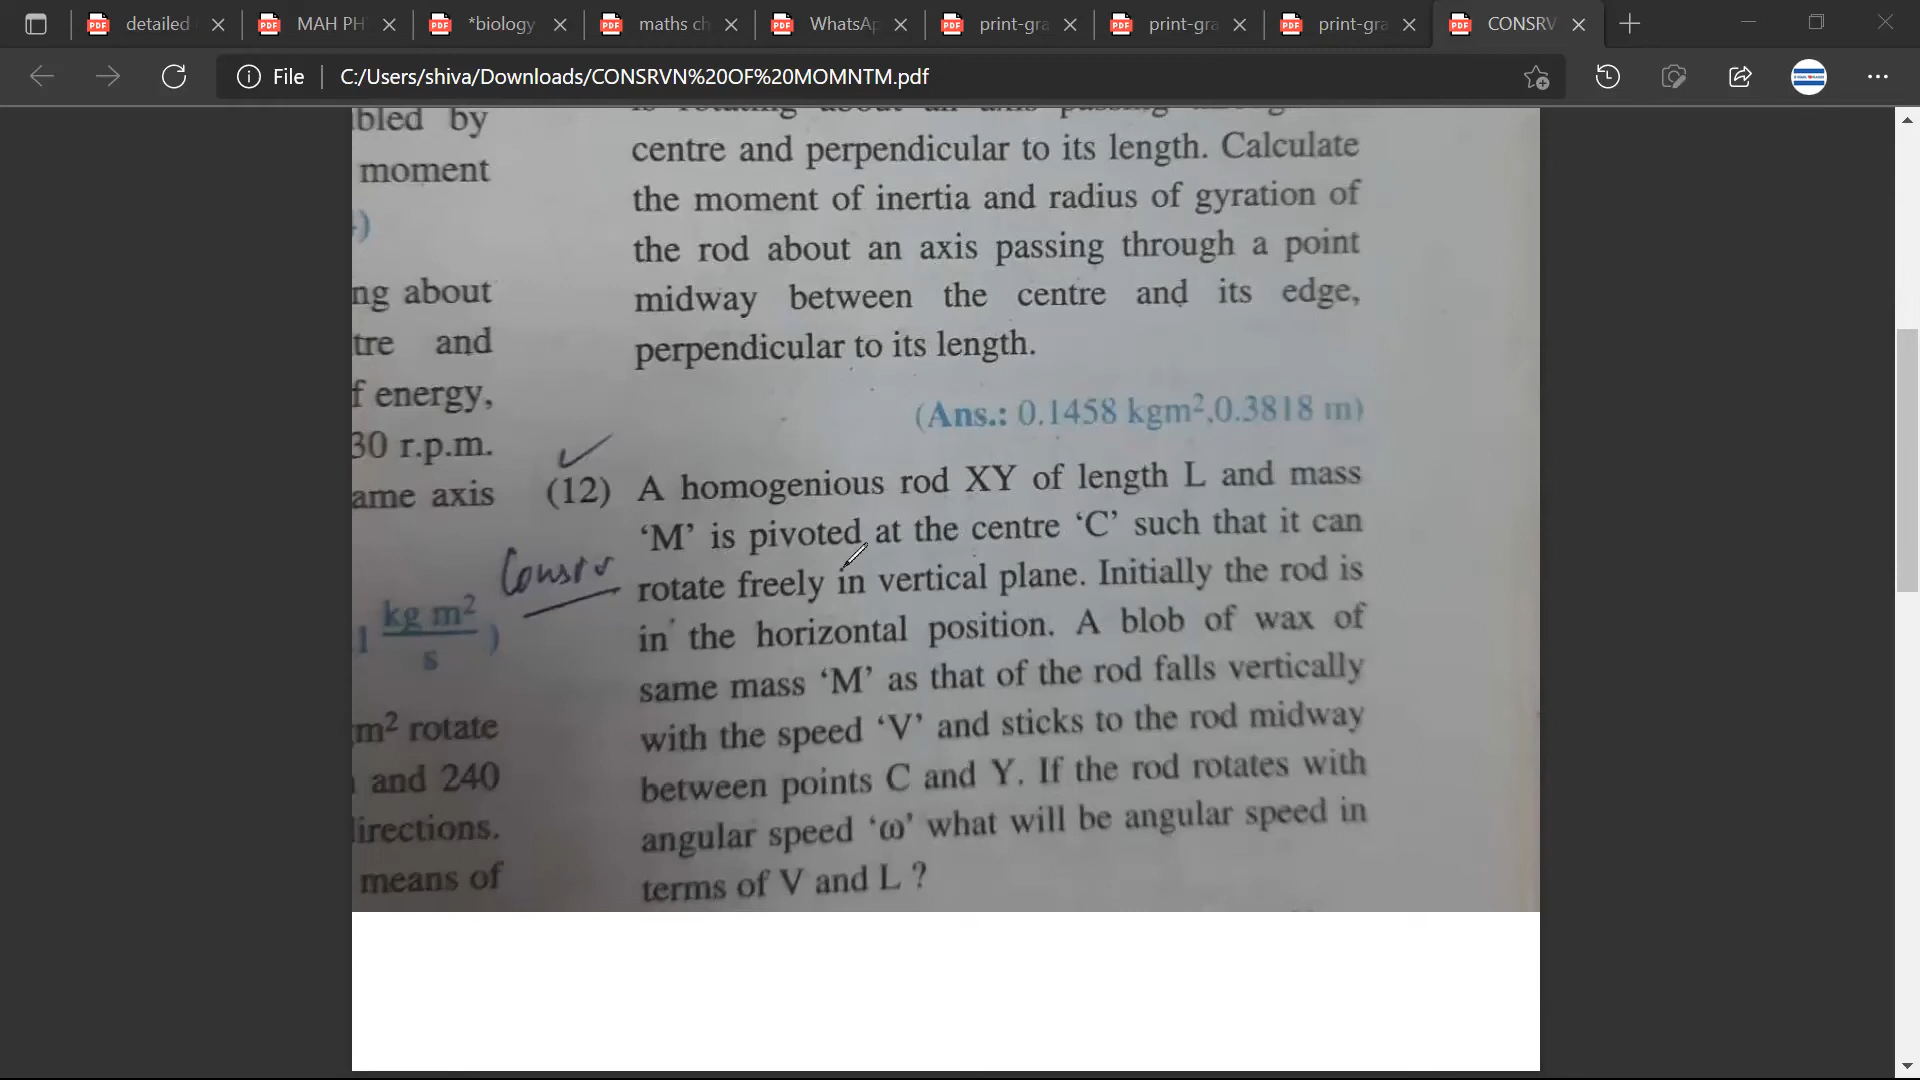 detailed
MAH PH
*biology
maths ch
WhatsAp
print-gra
print-gra
print-gra
CONSRV
File
C:/Users/shiva/Downloads/CONSRVN%20OF%20MOMNTM.pdf
bled by
moment
ng about
tre and
f energy,
30 r.p.m.
ame axis
kg m²
s
)
m² rotate
and 240
irections.
means of
centre and perpendicular to its length. Calculate
the moment of inertia and radius of gyration of
the rod about an axis passing through a point
midway between the centre and its edge,
perpendicular to its length.
(Ans.: 0.1458 kgm²,0.3818 m)
(12) A homogenious rod XY of length L and mass
‘M’ is pivoted at the centre ‘C’ such that it can
rotate freely in vertical plane. Initially the rod is
in the horizontal position. A blob of wax of
same mass ‘M’ as that of the rod falls vertically
with the speed ‘V’ and sticks to the rod midway
between points C and Y. If the rod rotates with
angular speed ‘ω’ what will be angular speed in
terms of V and L ?